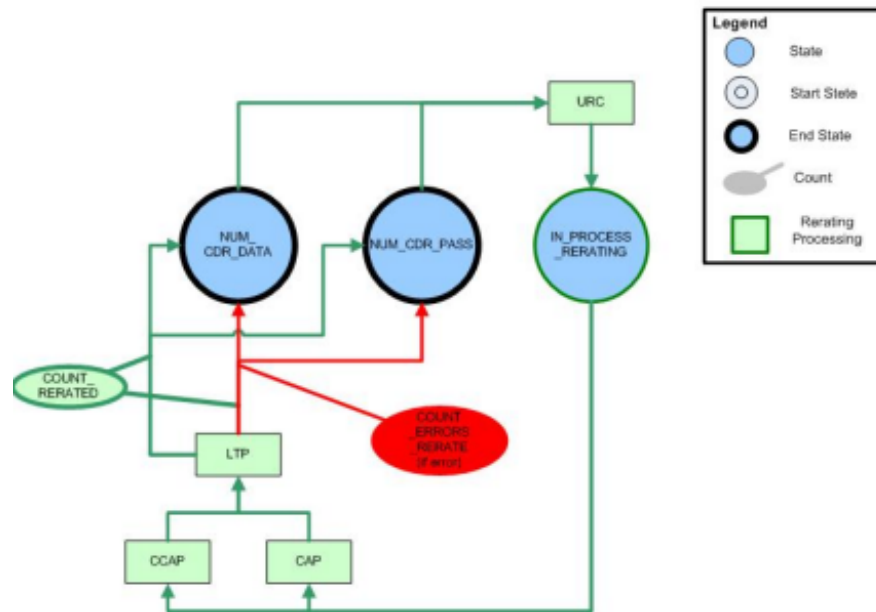 Legend
State
Start Stete
End State
Count
Rerating
Processing
URC
NUM_
CDR_DATA
NUM_CDR_PASS
IN_PROCESS
_RERATING
COUNT_
RERATED
COUNT
_ERRORS
_RERATE
(if error)
LTP
CCAP
CAP